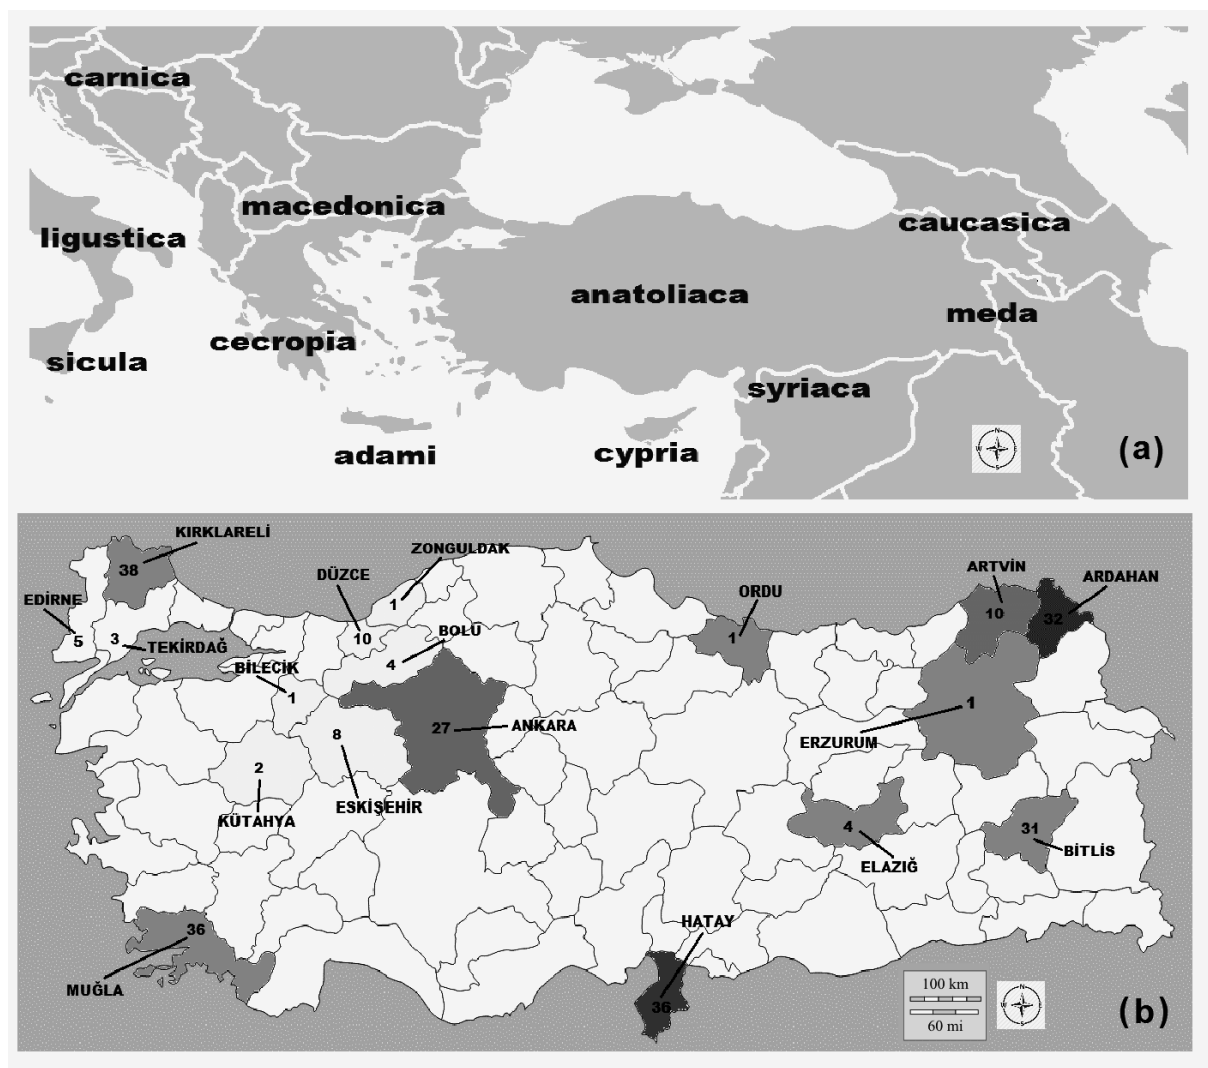 carnica
macedonica
ligustica
caucasica
anatoliaca
meda
cecropia
sicula
syriaca
adami
cypria
N
W E
S
(a)
KIRKLARELİ
ZONGULDAK
DÜZCE
ARTVİN
ARDAHAN
38
ORDU
EDİRNE
1
10
32
5
3
10
BOLU
1
TEKİRDAĞ
4
BİLECİK
1
1
27
ANKARA
8
ERZURUM
2
ESKİŞEHİR
KÜTAHYA
4
31
BİTLİS
ELAZIĞ
HATAY
36
MUĞLA
100 km
36
60 mi
N
W E
S
(b)